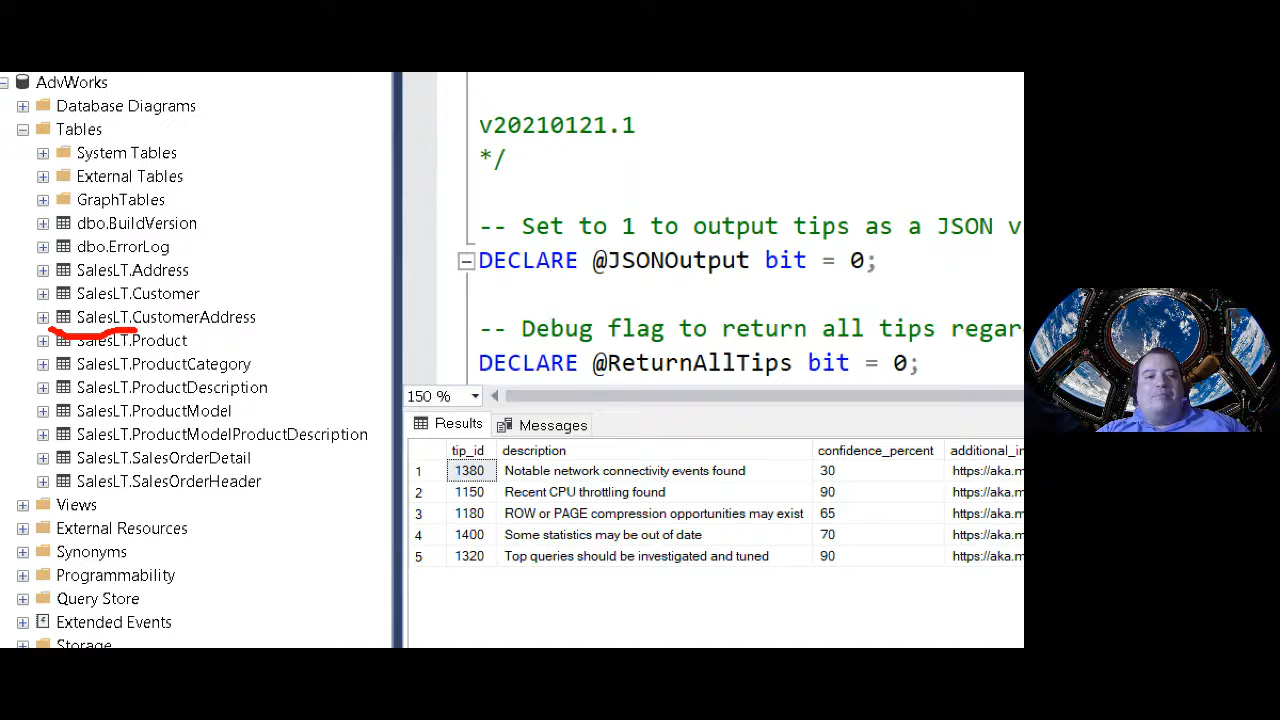 AdvWorks
Database Diagrams
Tables
System Tables
External Tables
GraphTables
dbo.BuildVersion
dbo.ErrorLog
SalesLT.Address
SalesLT.Customer
SalesLT.CustomerAddress
SalesLT.Product
SalesLT.ProductCategory
SalesLT.ProductDescription
SalesLT.ProductModel
SalesLT.ProductModelProductDescription
SalesLT.SalesOrderDetail
SalesLT.SalesOrderHeader
Views
External Resources
Synonyms
Programmability
Query Store
Extended Events
Storage
v20210121.1
*/
-- Set to 1 to output tips as a JSON v
DECLARE @JSONOutput bit = 0;
-- Debug flag to return all tips regar
DECLARE @ReturnAllTips bit = 0;
150 %
Results Messages
tip_id description confidence_percent additional_in
1 1380 Notable network connectivity events found 30 https://aka.m
2 1150 Recent CPU throttling found 90 https://aka.m
3 1180 ROW or PAGE compression opportunities may exist 65 https://aka.m
4 1400 Some statistics may be out of date 70 https://aka.m
5 1320 Top queries should be investigated and tuned 90 https://aka.m